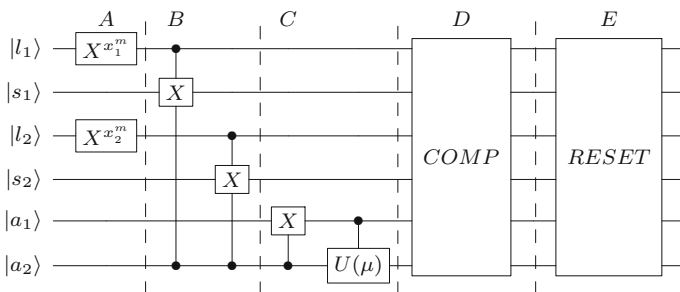 A B C D E
|l₁⟩ X^{x₁^m}
|s₁⟩ X
|l₂⟩ X^{x₂^m}
|s₂⟩ X
COMP RESET
|a₁⟩ X
|a₂⟩ U(μ)